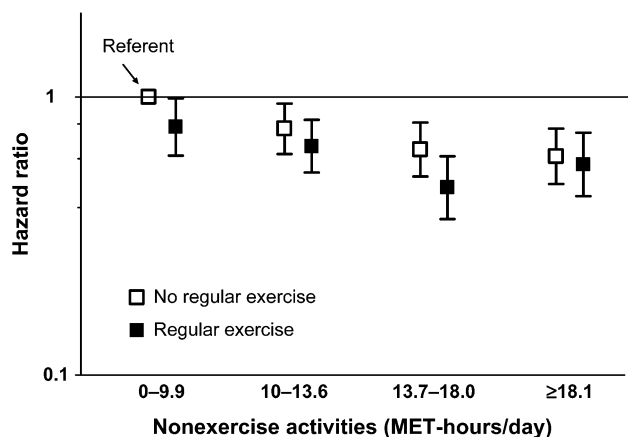 Referent
1
Hazard ratio
No regular exercise
Regular exercise
0.1
0–9.9
10–13.6
13.7–18.0
≥18.1
Nonexercise activities (MET-hours/day)